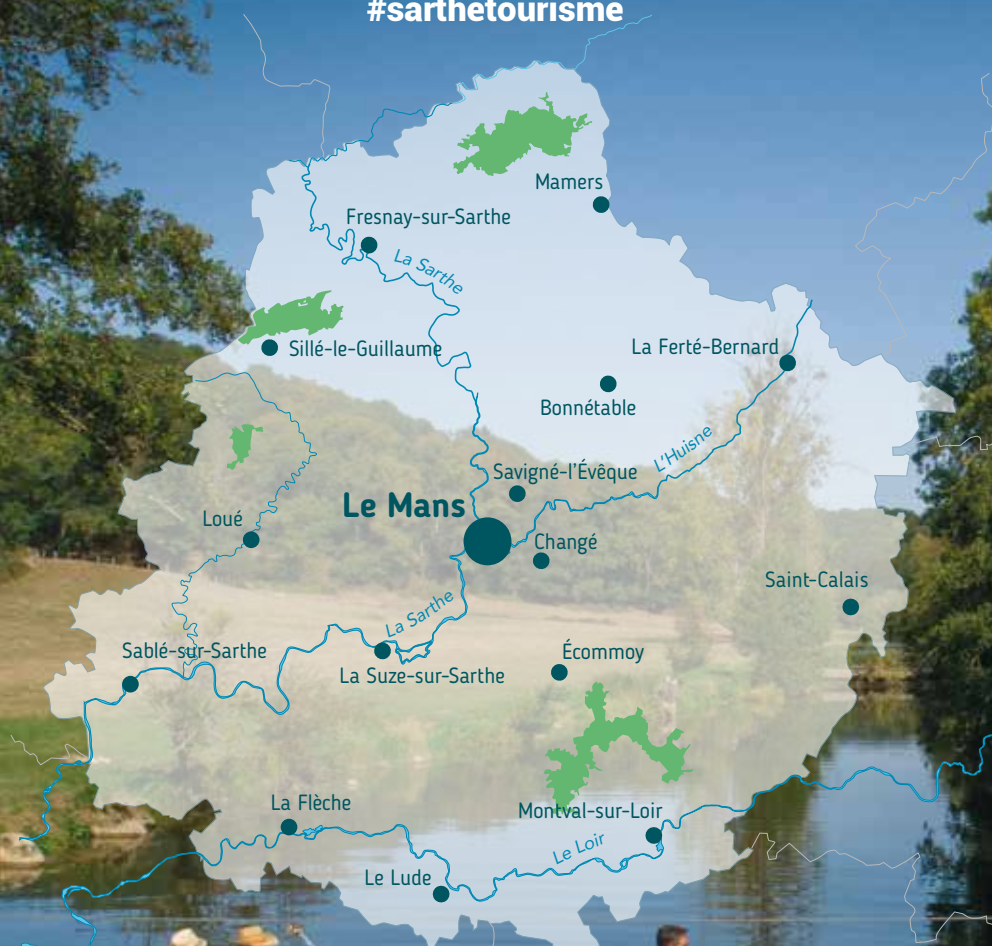 #sarthetourisme
Mamers
Fresnay-sur-Sarthe
La Sarthe
Sillé-le-Guillaume
La Ferté-Bernard
Bonnétable
L'Huisne
Savigné-l'Évêque
Le Mans
Loué
Changé
Saint-Calais
La Sarthe
Sablé-sur-Sarthe
Écommoy
La Suze-sur-Sarthe
La Flèche
Montval-sur-Loir
Le Loir
Le Lude